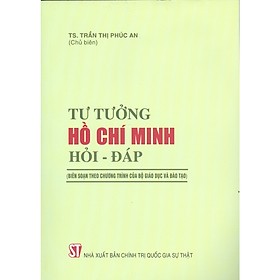 TS. TRẦN THỊ PHÚC AN
(Chủ biên)
TƯ TƯỞNG
HỒ CHÍ MINH
HỎI - ĐÁP
(BIÊN SOẠN THEO CHƯƠNG TRÌNH CỦA BỘ GIÁO DỤC VÀ ĐÀO TẠO)
ST NHÀ XUẤT BẢN CHÍNH TRỊ QUỐC GIA SỰ THẬT